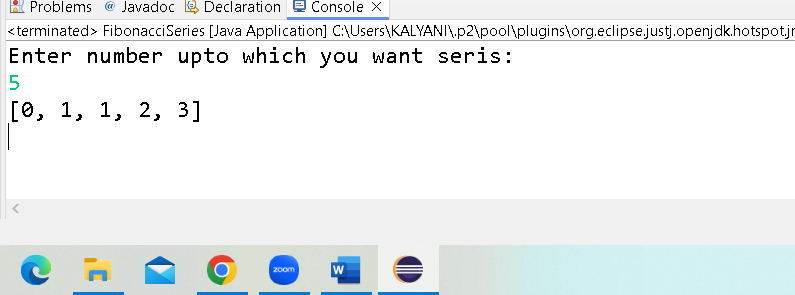 Problems @ Javadoc Declaration Console
<terminated> FibonacciSeries [Java Application] C:\Users\KALYANI\.p2\pool\plugins\org.eclipse.justj.openjdk.hotspot.jr
Enter number upto which you want seris:
5
[0, 1, 1, 2, 3]
zoom
W